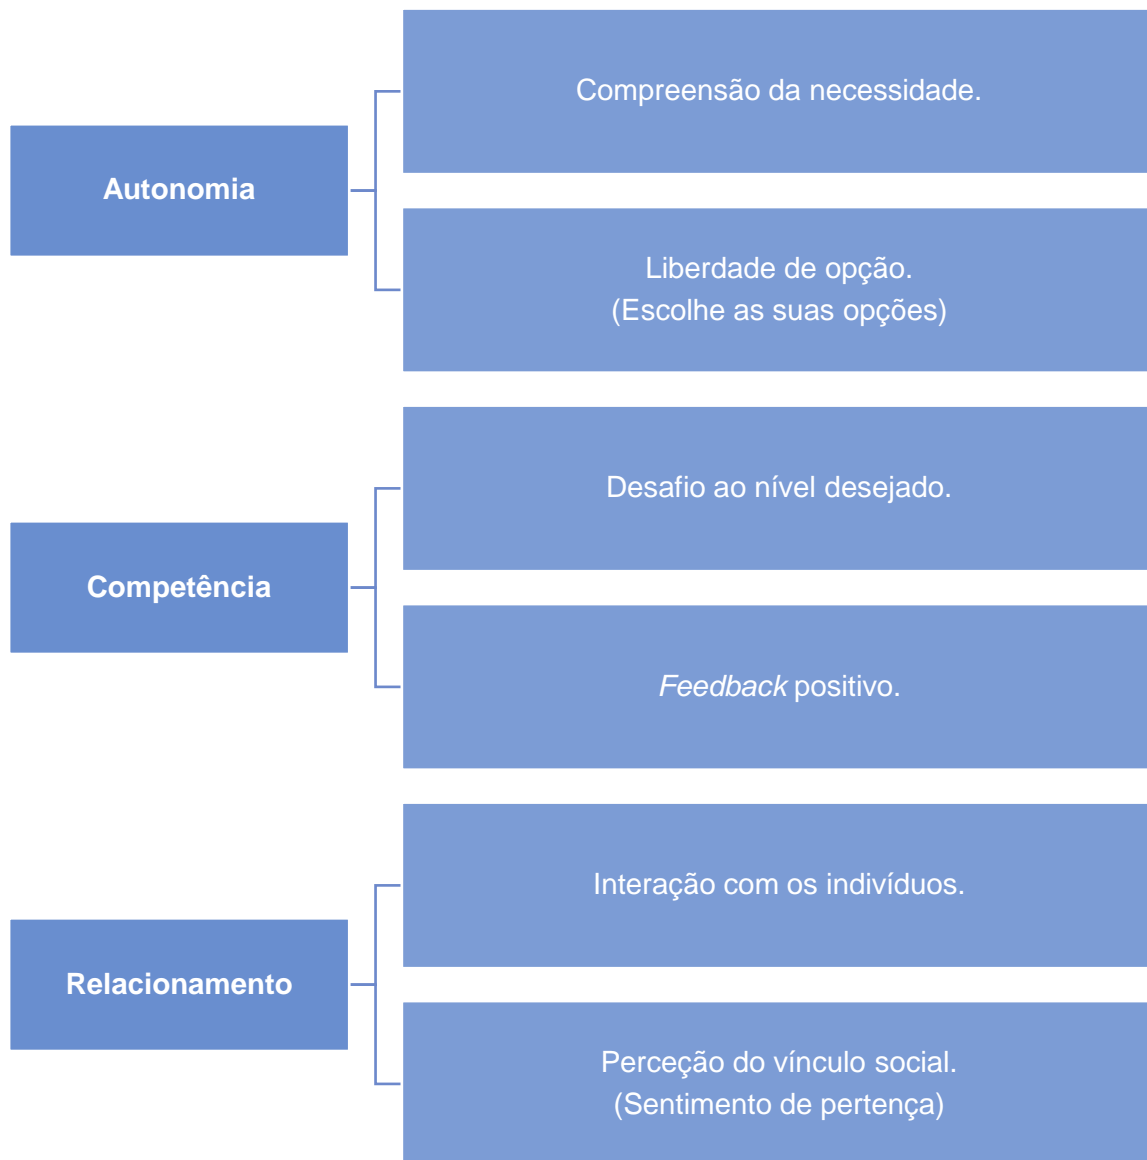 Autonomia
Compreensão da necessidade.
Liberdade de opção.
(Escolhe as suas opções)
Competência
Desafio ao nível desejado.
Feedback positivo.
Relacionamento
Interação com os indivíduos.
Perceção do vínculo social.
(Sentimento de pertença)